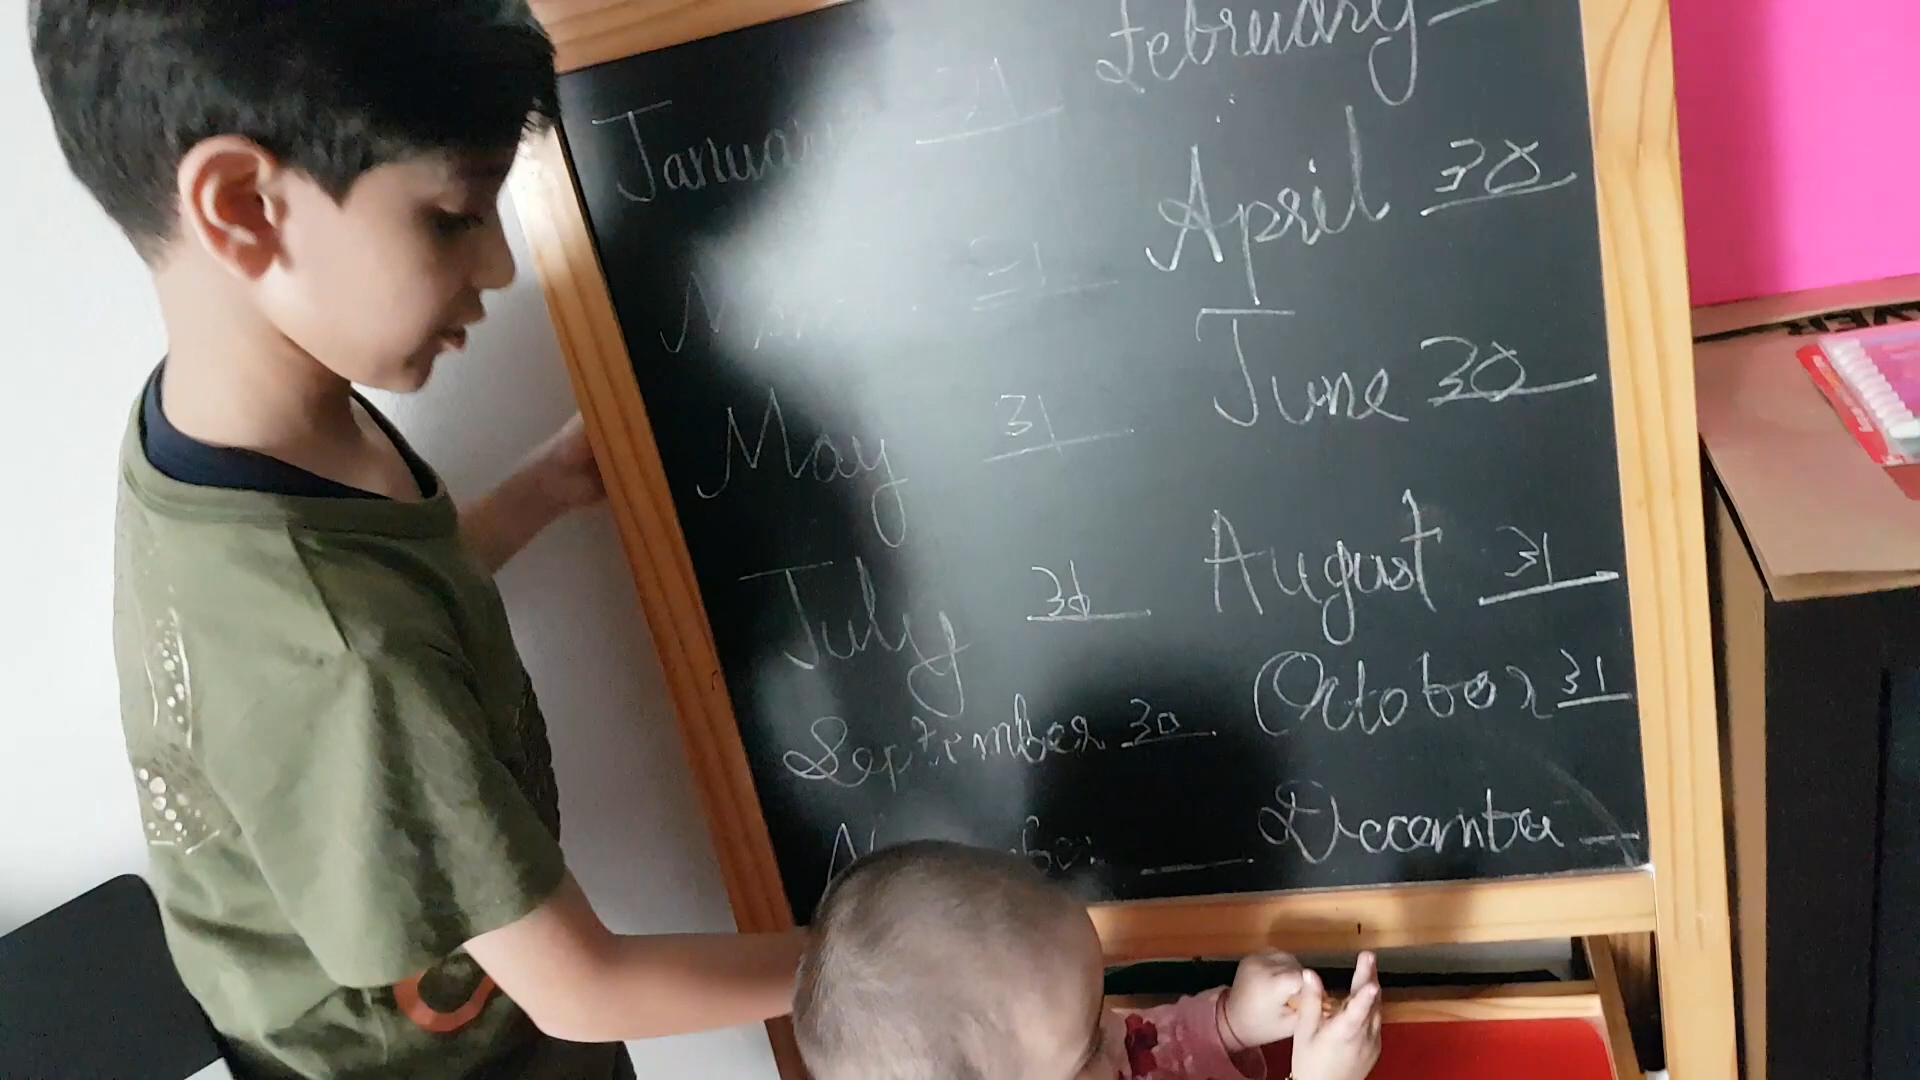 January 31 February
31 April 30
May 31 June 30
July 31 August 31
September 30 October 31
December